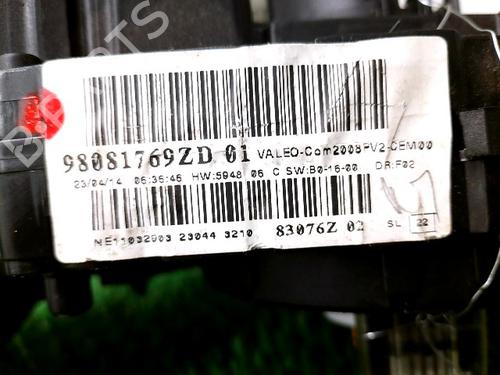 98081769ZD 01 VALEO-Com2008PV2-CEM00
23/04/14 06:36:46 HW:5948 06 C SW:B0-16-00 DR:F02
NE11032903 23044 3210 83076Z 02 SL 22